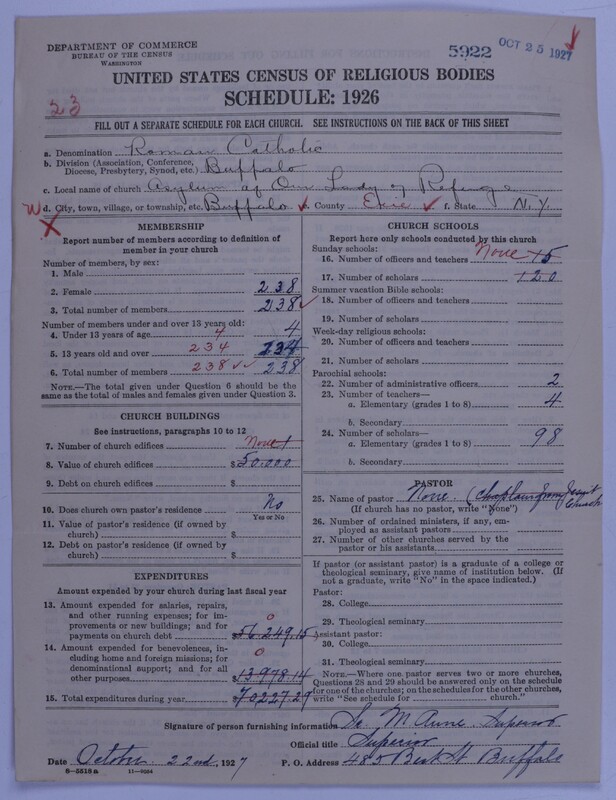 DEPARTMENT OF COMMERCE
BUREAU OF THE CENSUS
WASHINGTON
5922
OCT 25 1927
UNITED STATES CENSUS OF RELIGIOUS BODIES
SCHEDULE: 1926
23
FILL OUT A SEPARATE SCHEDULE FOR EACH CHURCH. SEE INSTRUCTIONS ON THE BACK OF THIS SHEET
a. Denomination Roman Catholic
b. Division (Association, Conference, Diocese, Presbytery, Synod, etc.) Buffalo
c. Local name of church Asylum of Our Lady of Refuge
d. City, town, village, or township, etc. Buffalo e. County Erie f. State N.Y.
MEMBERSHIP
Report number of members according to definition of member in your church
Number of members, by sex:
1. Male
2. Female 238
3. Total number of members 238
Number of members under and over 13 years old:
4. Under 13 years of age 4 4
5. 13 years old and over 234 234
6. Total number of members 238 238
NOTE.—The total given under Question 6 should be the same as the total of males and females given under Question 3.
CHURCH BUILDINGS
See instructions, paragraphs 10 to 12
7. Number of church edifices None 1
8. Value of church edifices $50.000
9. Debt on church edifices $
10. Does church own pastor's residence No
Yes or No
11. Value of pastor's residence (if owned by church) $
12. Debt on pastor's residence (if owned by church) $
EXPENDITURES
Amount expended by your church during last fiscal year
13. Amount expended for salaries, repairs, and other running expenses; for improvements or new buildings; and for payments on church debt 0 $56,249.15
14. Amount expended for benevolences, including home and foreign missions; for denominational support; and for all other purposes 0 13,978.14
15. Total expenditures during year $70227.29
CHURCH SCHOOLS
Report here only schools conducted by this church
Sunday schools:
16. Number of officers and teachers None 5
17. Number of scholars 120
Summer vacation Bible schools:
18. Number of officers and teachers
19. Number of scholars
Week-day religious schools:
20. Number of officers and teachers
21. Number of scholars
Parochial schools:
22. Number of administrative officers 2
23. Number of teachers—
a. Elementary (grades 1 to 8) 4
b. Secondary
24. Number of scholars—
a. Elementary (grades 1 to 8) 98
b. Secondary
PASTOR
25. Name of pastor None. (Chaplain from Jesuit Church
(If church has no pastor, write "None")
26. Number of ordained ministers, if any, employed as assistant pastors
27. Number of other churches served by the pastor or his assistants
If pastor (or assistant pastor) is a graduate of a college or theological seminary, give name of institution below. (If not a graduate, write "No" in the space indicated.)
Pastor:
28. College
29. Theological seminary
Assistant pastor:
30. College
31. Theological seminary
NOTE.—Where one pastor serves two or more churches, Questions 28 and 29 should be answered only on the schedule for one of the churches; on the schedules for the other churches, write "See schedule for church."
Signature of person furnishing information Sr. M Anne Superior
Official title Superior
Date October 22nd, 1927 P. O. Address 485 Best St Buffalo
8-5518a 11-9054